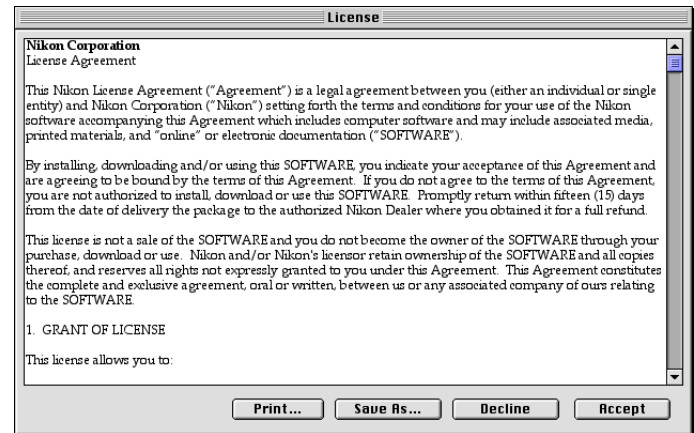 License
Nikon Corporation
License Agreement
This Nikon License Agreement ("Agreement") is a legal agreement between you (either an individual or single
entity) and Nikon Corporation ("Nikon") setting forth the terms and conditions for your use of the Nikon
software accompanying this Agreement which includes computer software and may include associated media,
printed materials, and "online" or electronic documentation ("SOFTWARE").
By installing, downloading and/or using this SOFTWARE, you indicate your acceptance of this Agreement and
are agreeing to be bound by the terms of this Agreement. If you do not agree to the terms of this Agreement,
you are not authorized to install, download or use this SOFTWARE. Promptly return within fifteen (15) days
from the date of delivery the package to the authorized Nikon Dealer where you obtained it for a full refund.
This license is not a sale of the SOFTWARE and you do not become the owner of the SOFTWARE through your
purchase, download or use. Nikon and/or Nikon's licensor retain ownership of the SOFTWARE and all copies
thereof, and reserves all rights not expressly granted to you under this Agreement. This Agreement constitutes
the complete and exclusive agreement, oral or written, between us or any associated company of ours relating
to the SOFTWARE.
1. GRANT OF LICENSE
This license allows you to:
Print... Save As... Decline Accept